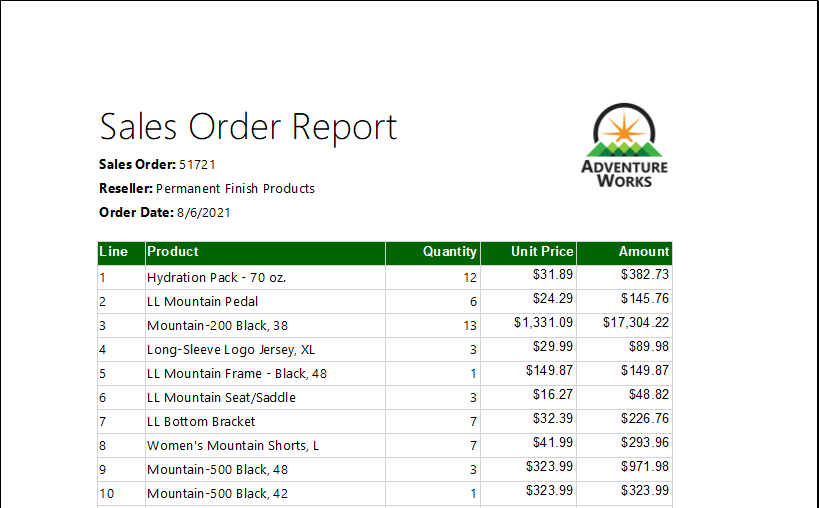 Sales Order Report
ADVENTURE
WORKS
Sales Order: 51721
Reseller: Permanent Finish Products
Order Date: 8/6/2021
Line Product Quantity Unit Price Amount
1 Hydration Pack - 70 oz. 12 $31.89 $382.73
2 LL Mountain Pedal 6 $24.29 $145.76
3 Mountain-200 Black, 38 13 $1,331.09 $17,304.22
4 Long-Sleeve Logo Jersey, XL 3 $29.99 $89.98
5 LL Mountain Frame - Black, 48 1 $149.87 $149.87
6 LL Mountain Seat/Saddle 3 $16.27 $48.82
7 LL Bottom Bracket 7 $32.39 $226.76
8 Women's Mountain Shorts, L 7 $41.99 $293.96
9 Mountain-500 Black, 48 3 $323.99 $971.98
10 Mountain-500 Black, 42 1 $323.99 $323.99